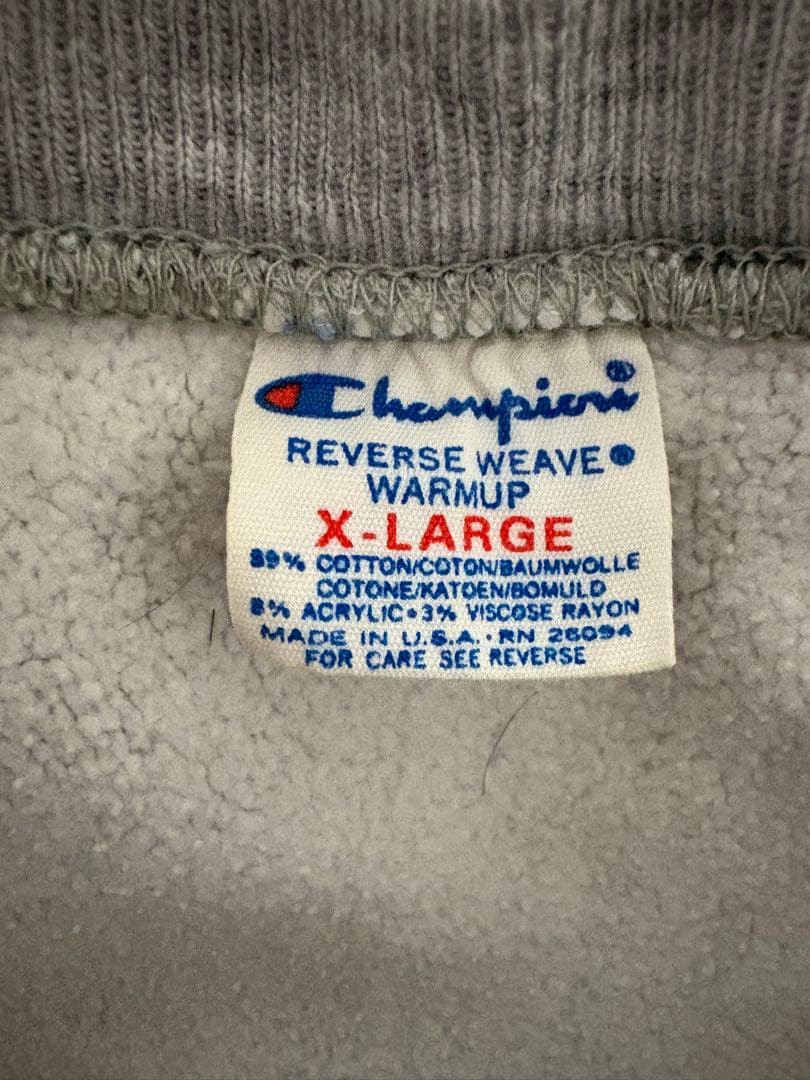 Champion®
REVERSE WEAVE®
WARMUP
X-LARGE
89% COTTON/COTON/BAUMWOLLE
COTONE/KATOEN/BOMULD
8% ACRYLIC•3% VISCOSE RAYON
MADE IN U.S.A.·RN 26094
FOR CARE SEE REVERSE